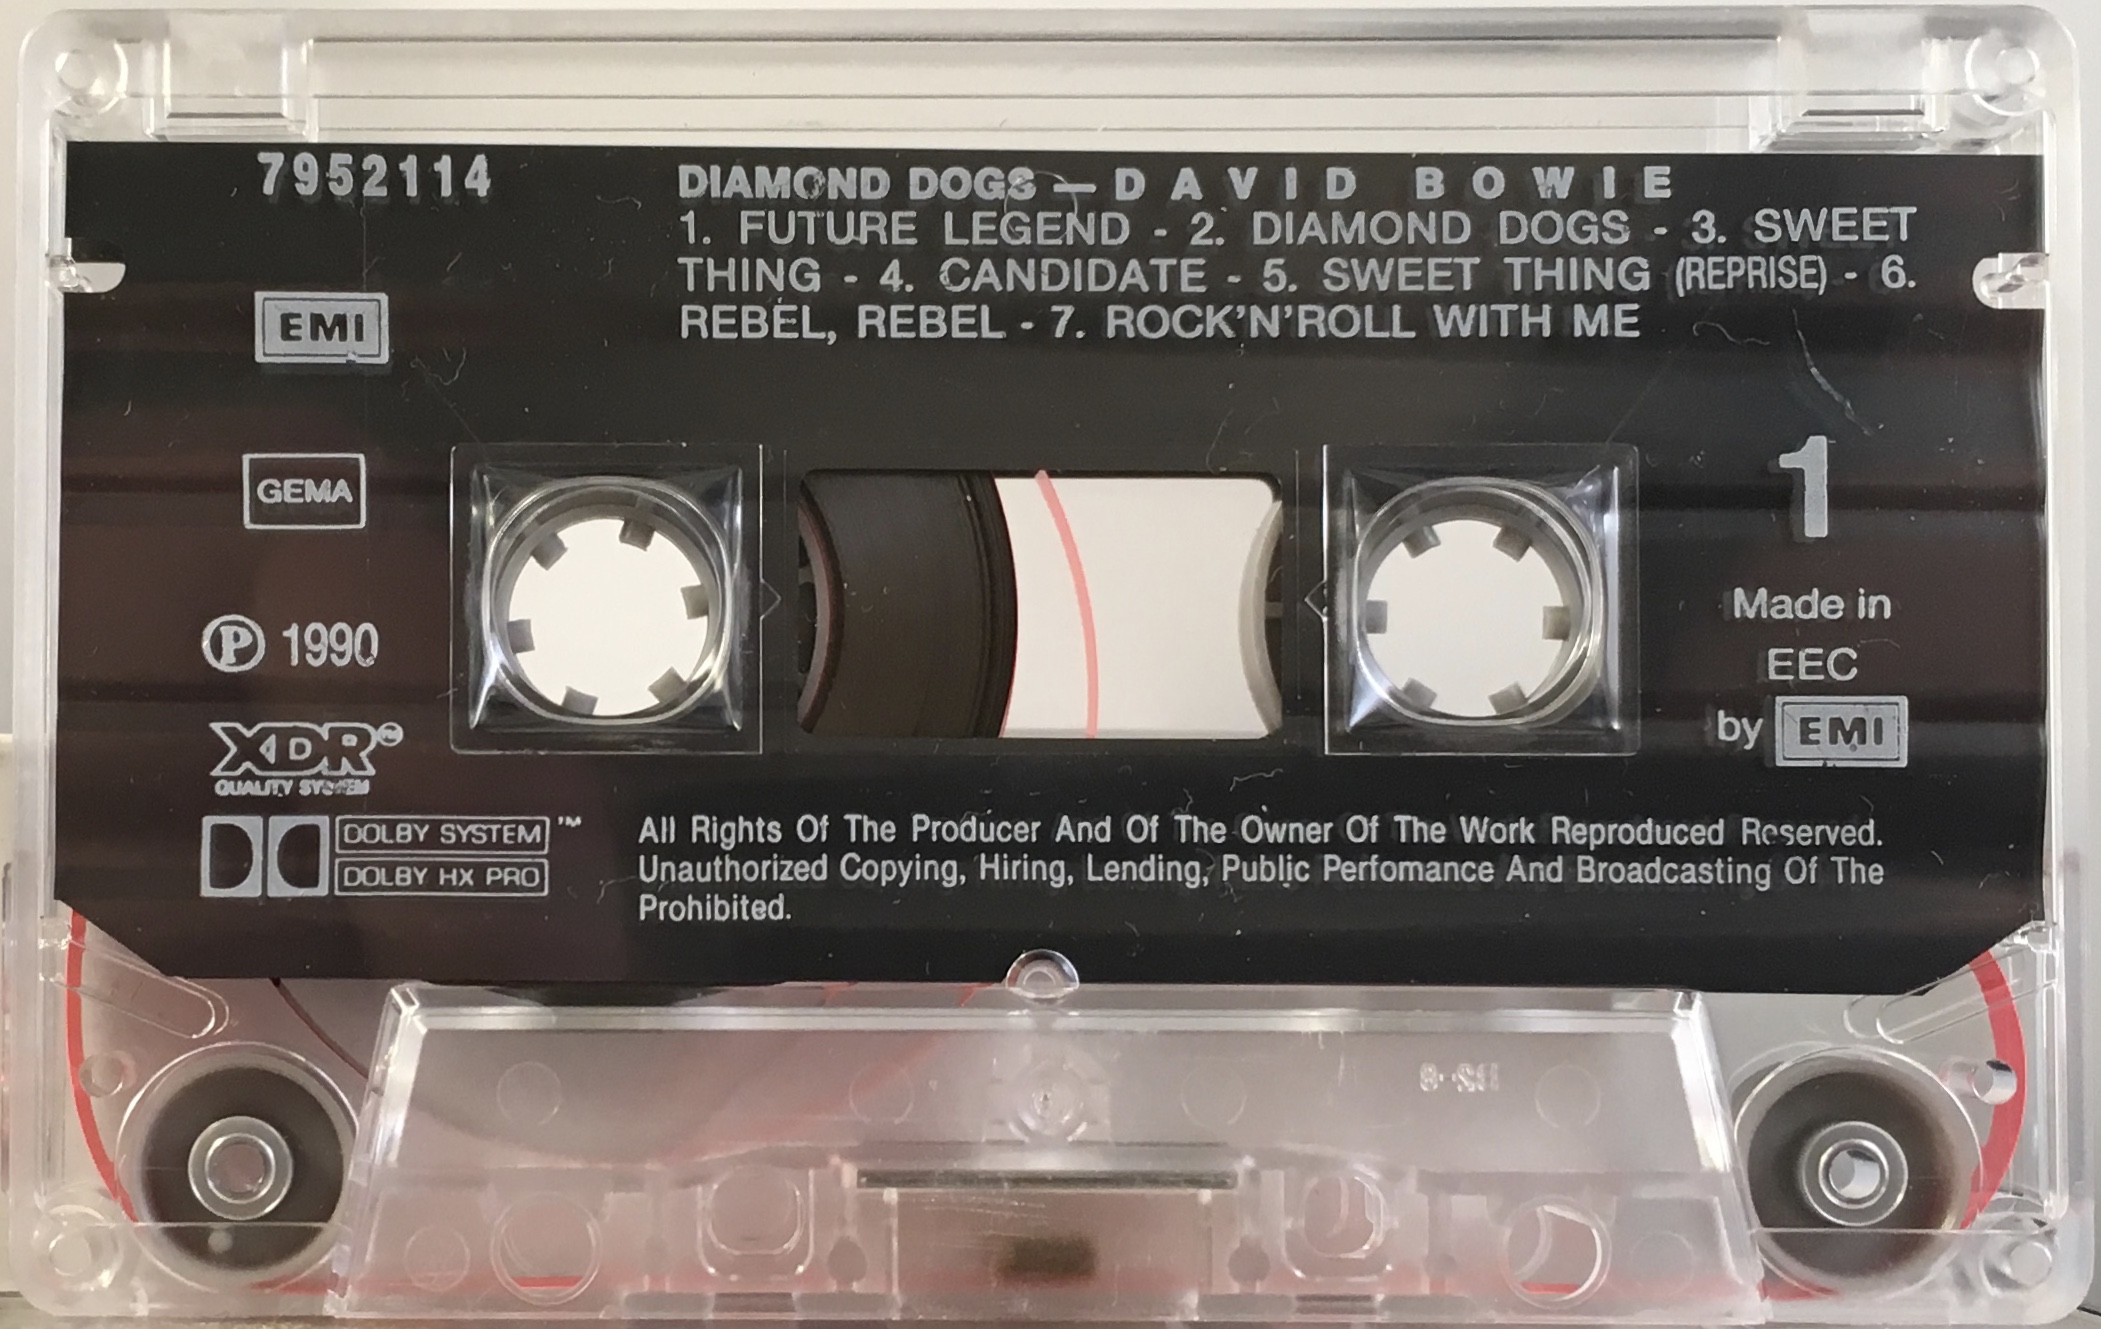 7952114
DIAMOND DOGS — DAVID BOWIE
1. FUTURE LEGEND - 2. DIAMOND DOGS - 3. SWEET
THING - 4. CANDIDATE - 5. SWEET THING (REPRISE) - 6.
REBEL, REBEL - 7. ROCK'N'ROLL WITH ME
EMI
GEMA
1
Ⓟ 1990
Made in
EEC
by EMI
XDR
QUALITY SYSTEM
DOLBY SYSTEM ™
DOLBY HX PRO
All Rights Of The Producer And Of The Owner Of The Work Reproduced Reserved.
Unauthorized Copying, Hiring, Lending, Public Perfomance And Broadcasting Of The
Prohibited.